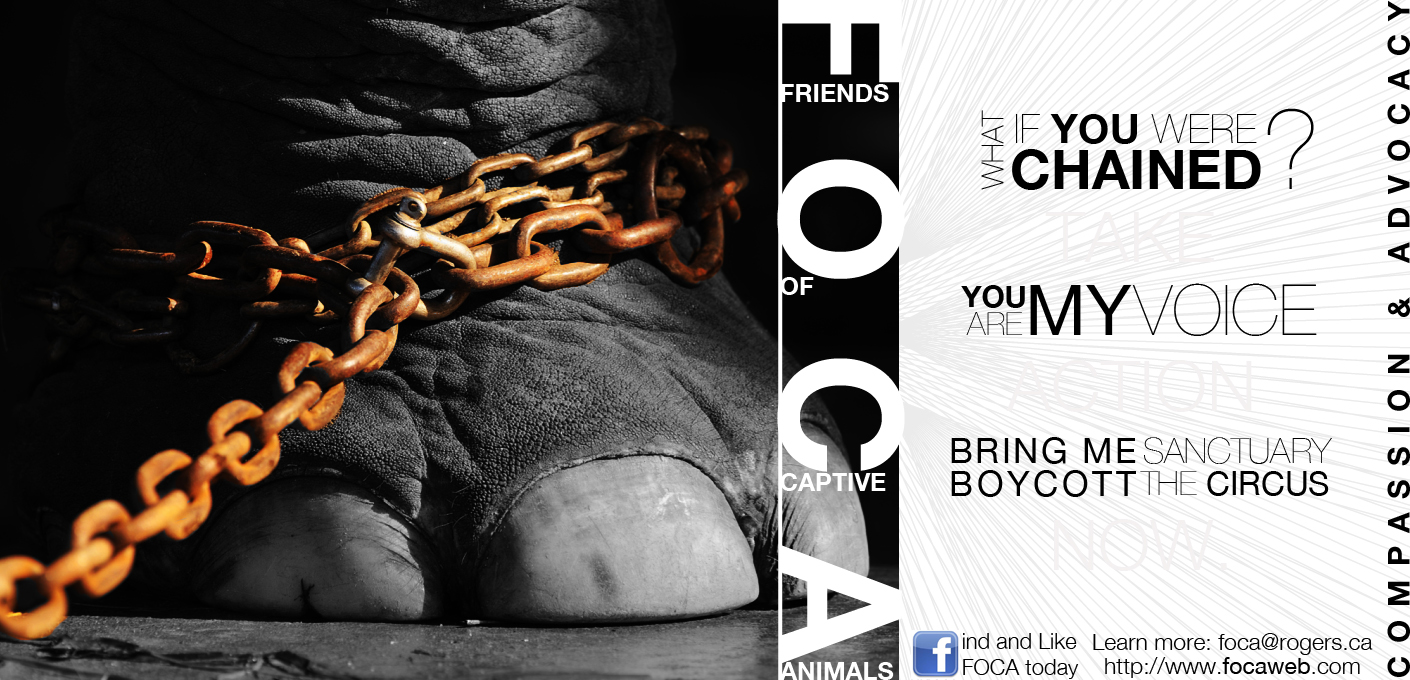 F
FRIENDS
O
OF
C
CAPTIVE
A
ANIMALS
WHAT IF YOU WERE
CHAINED ?
TAKE
YOU
ARE MY VOICE
ACTION
BRING ME SANCTUARY
BOYCOTT THE CIRCUS
NOW.
f ind and Like
FOCA today
Learn more: foca@rogers.ca
http://www.focaweb.com
COMPASSION & ADVOCACY